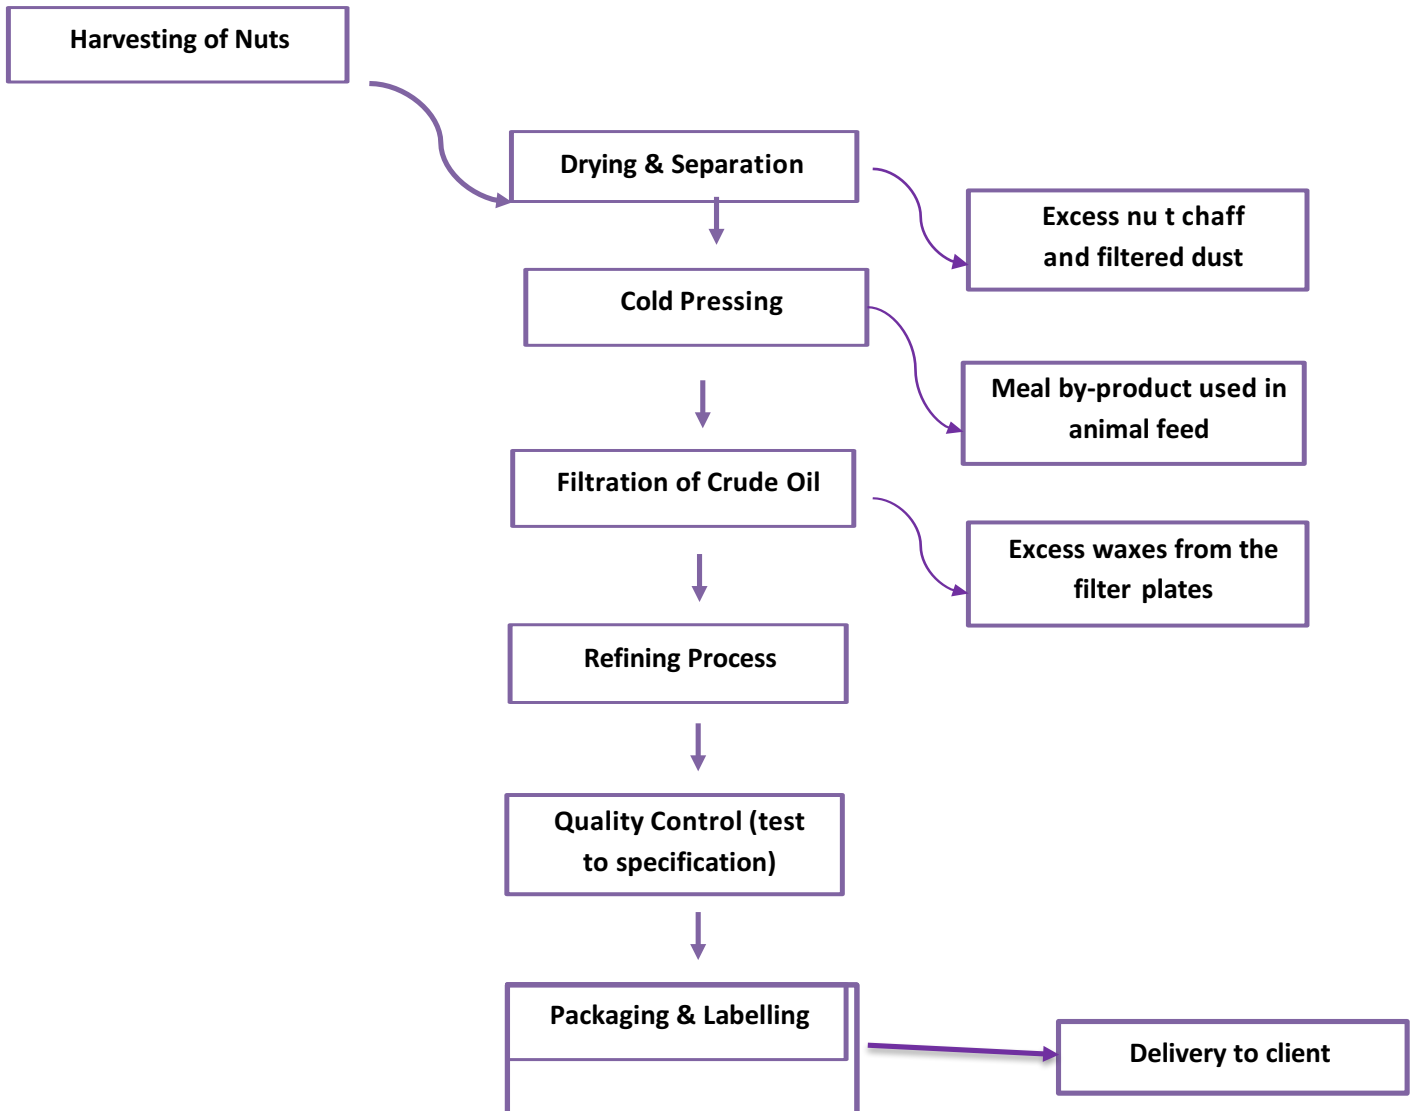 Harvesting of Nuts
Drying & Separation
Excess nu t chaff
and filtered dust
Cold Pressing
Meal by-product used in
animal feed
Filtration of Crude Oil
Excess waxes from the
filter plates
Refining Process
Quality Control (test
to specification)
Packaging & Labelling
Delivery to client